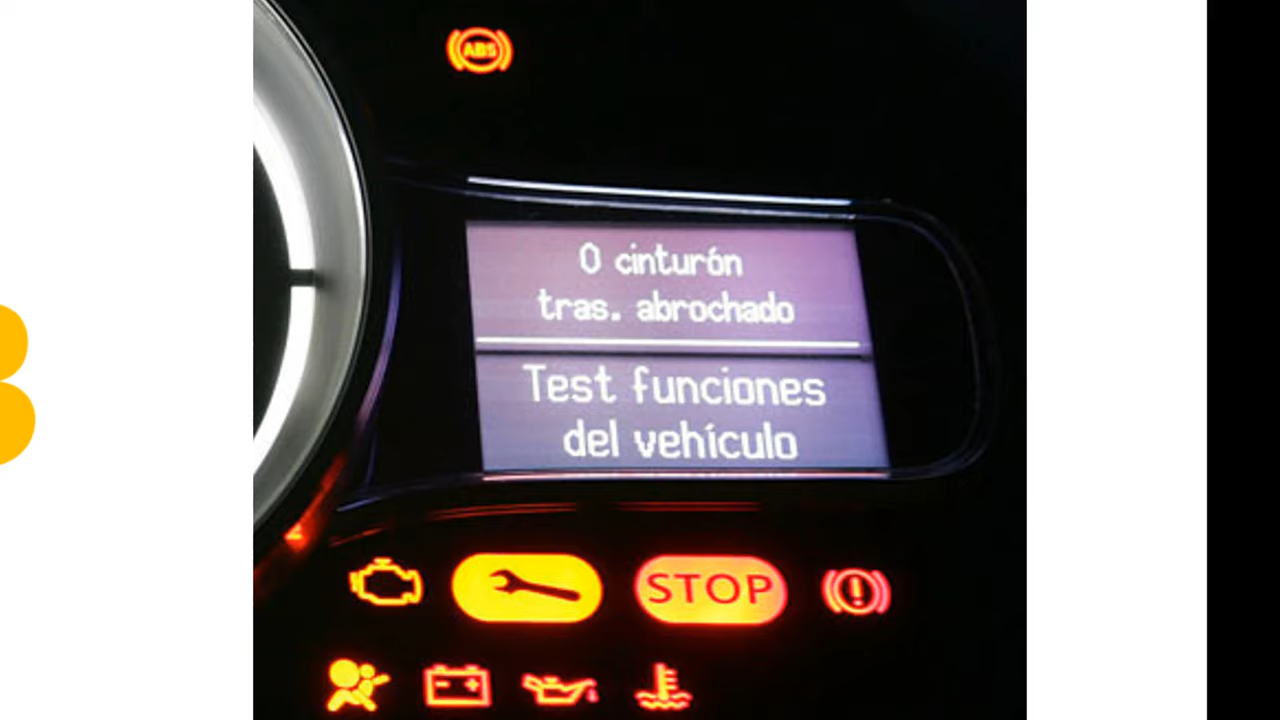 ABS
0 cinturón
tras. abrochado
Test funciones
del vehículo
STOP